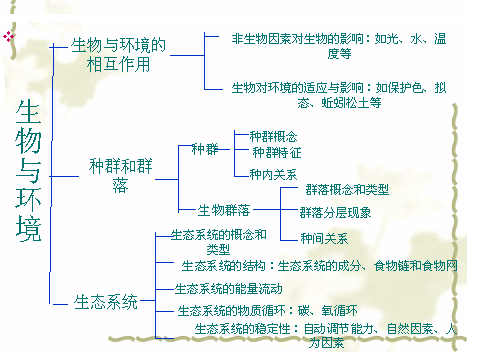 生物与环境
生物与环境的
相互作用
非生物因素对生物的影响：如光、水、温
度等
生物对环境的适应与影响：如保护色、拟
态、蚯蚓松土等
种群和群
落
种群
种群概念
种群特征
种内关系
生物群落
群落概念和类型
群落分层现象
种间关系
生态系统
生态系统的概念和
类型
生态系统的结构：生态系统的成分、食物链和食物网
生态系统的能量流动
生态系统的物质循环：碳、氧循环
生态系统的稳定性：自动调节能力、自然因素、人
为因素